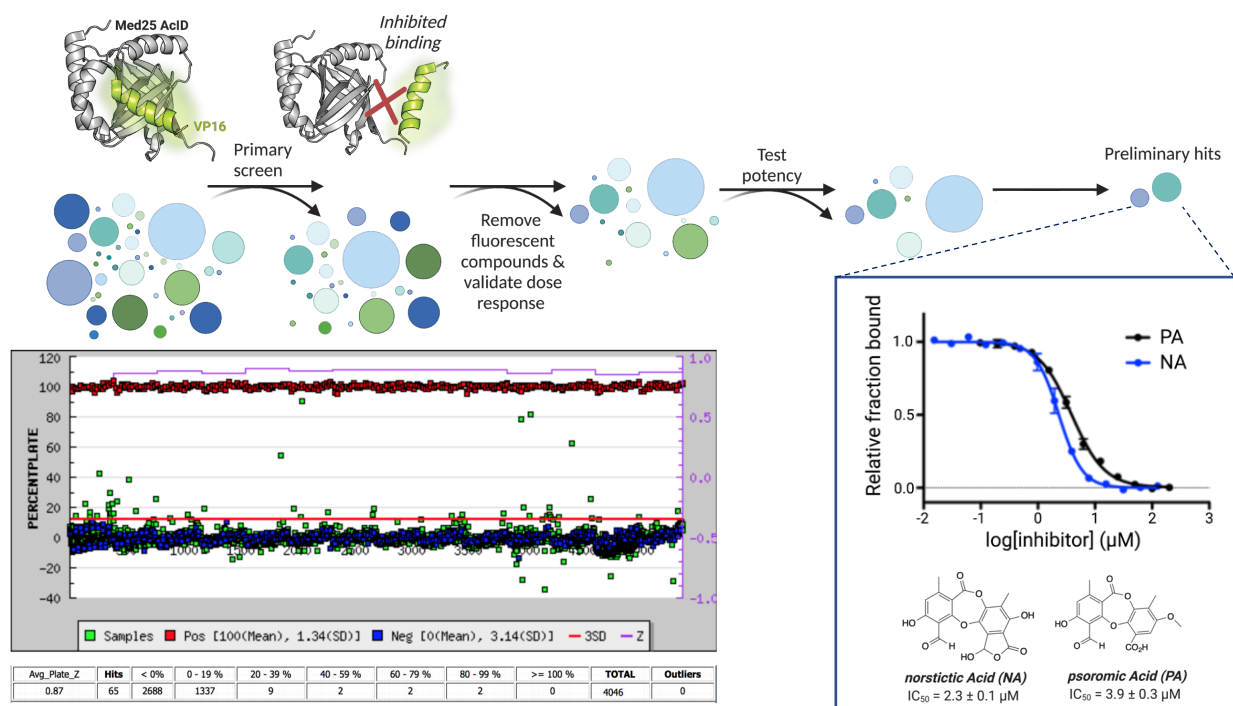 Med25 AcID
VP16
Inhibited
binding
Primary
screen
Remove
fluorescent
compounds &
validate dose
response
Test
potency
Preliminary hits
120
100
80
60
40
20
0
-20
-40
PERCENTPLATE
1.0
0.5
0.0
-0.5
-1.0
1000
3000
Samples Pos [100(Mean), 1.34(SD)] Neg [0(Mean), 3.14(SD)] 3SD Z
Avg_Plate_Z Hits < 0% 0 - 19 % 20 - 39 % 40 - 59 % 60 - 79 % 80 - 99 % >= 100 % TOTAL Outliers
0.87 65 2688 1337 9 2 2 2 0 4046 0
PA
NA
1.0
0.5
0.0
Relative fraction bound
-2 -1 0 1 2 3
log[inhibitor] (µM)
O
O
HO
O
OH
O
H
HO
O
O
O
O
HO
O
O
O
H
CO₂H
norstictic Acid (NA)
IC₅₀ = 2.3 ± 0.1 µM
psoromic Acid (PA)
IC₅₀ = 3.9 ± 0.3 µM